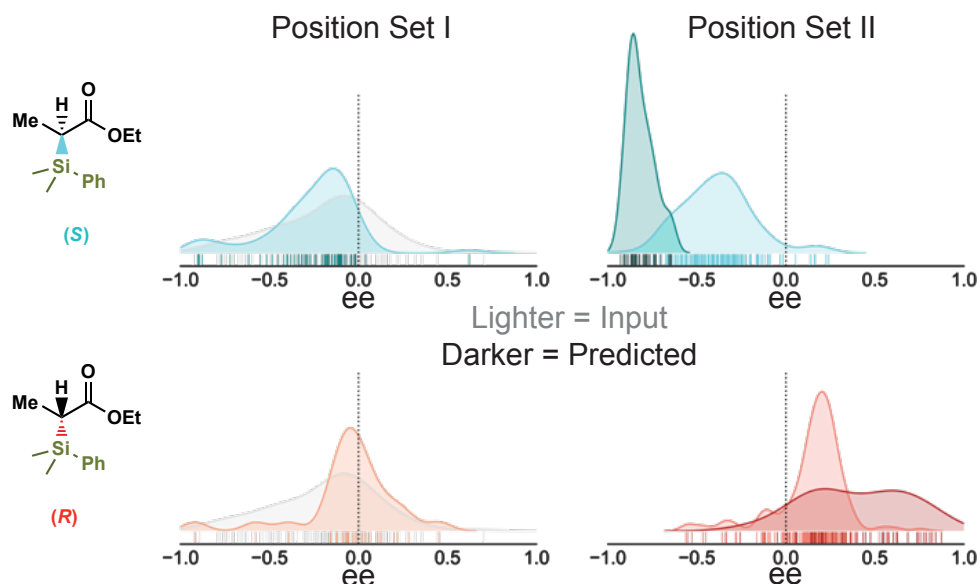 Position Set I
Position Set II
H
O
Me
OEt
Si
Ph
(S)
-1.0 -0.5 0.0 0.5 1.0
ee
−1.0 −0.5 0.0 0.5 1.0
ee
Lighter = Input
Darker = Predicted
H
O
Me
OEt
Si
Ph
(R)
−1.0 −0.5 0.0 0.5 1.0
ee
−1.0 −0.5 0.0 0.5 1.0
ee